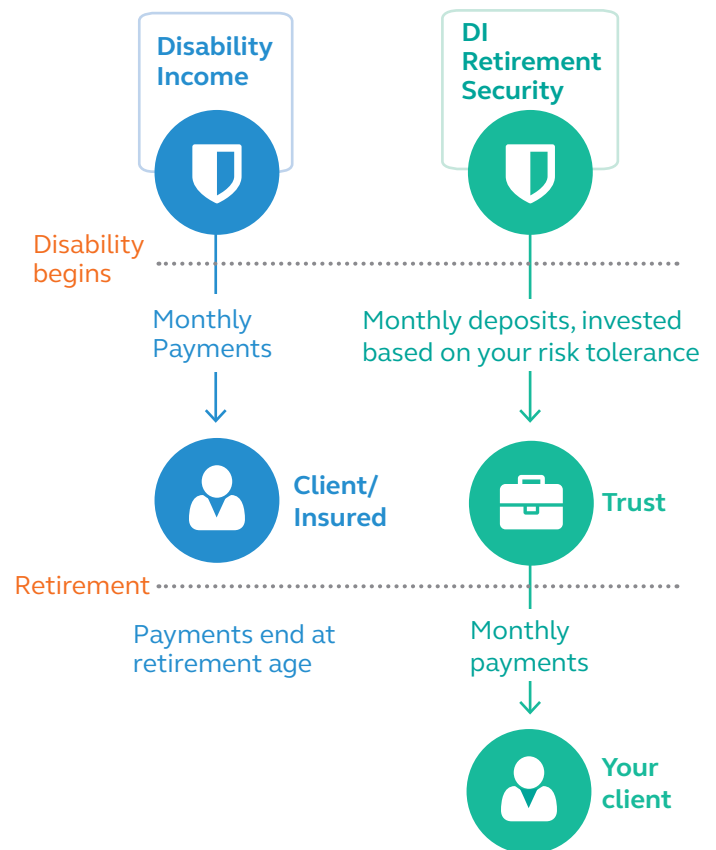 Disability
Income
DI
Retirement
Security
Disability
begins
Monthly
Payments
Monthly deposits, invested
based on your risk tolerance
Client/
Insured
Trust
Retirement
Payments end at
retirement age
Monthly
payments
Your
client